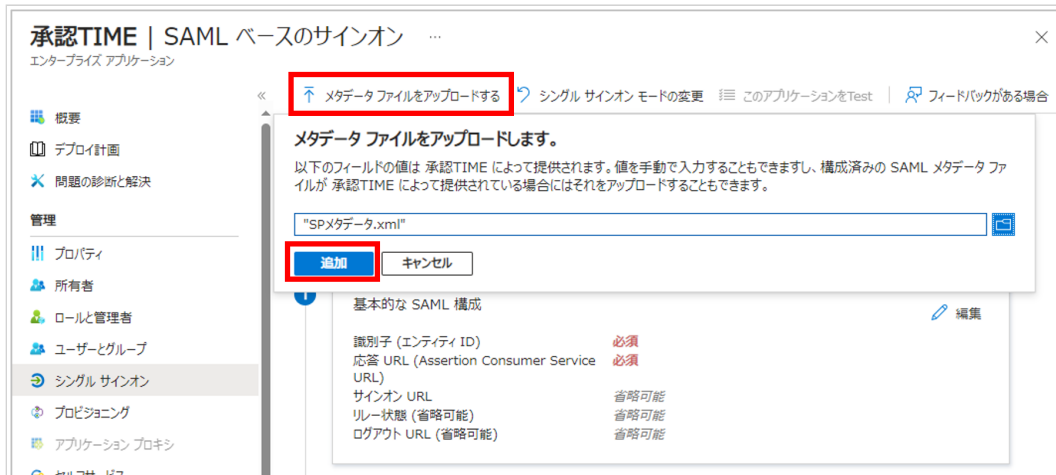 承認TIME | SAML ベースのサインオン …
エンタープライズ アプリケーション
«
概要
デプロイ計画
問題の診断と解決
管理
プロパティ
所有者
ロールと管理者
ユーザーとグループ
シングル サインオン
プロビジョニング
アプリケーション プロキシ
セルフサービス
メタデータ ファイルをアップロードする
シングル サインオン モードの変更
このアプリケーションをTest
フィードバックがある場合
メタデータ ファイルをアップロードします。
以下のフィールドの値は 承認TIME によって提供されます。値を手動で入力することもできますし、構成済みの SAML メタデータ ファ
イルが 承認TIME によって提供されている場合にはそれをアップロードすることもできます。
"SPメタデータ.xml"
追加
キャンセル
1
基本的な SAML 構成
編集
識別子 (エンティティ ID) 必須
応答 URL (Assertion Consumer Service 必須
URL)
サインオン URL 省略可能
リレー状態 (省略可能) 省略可能
ログアウト URL (省略可能) 省略可能